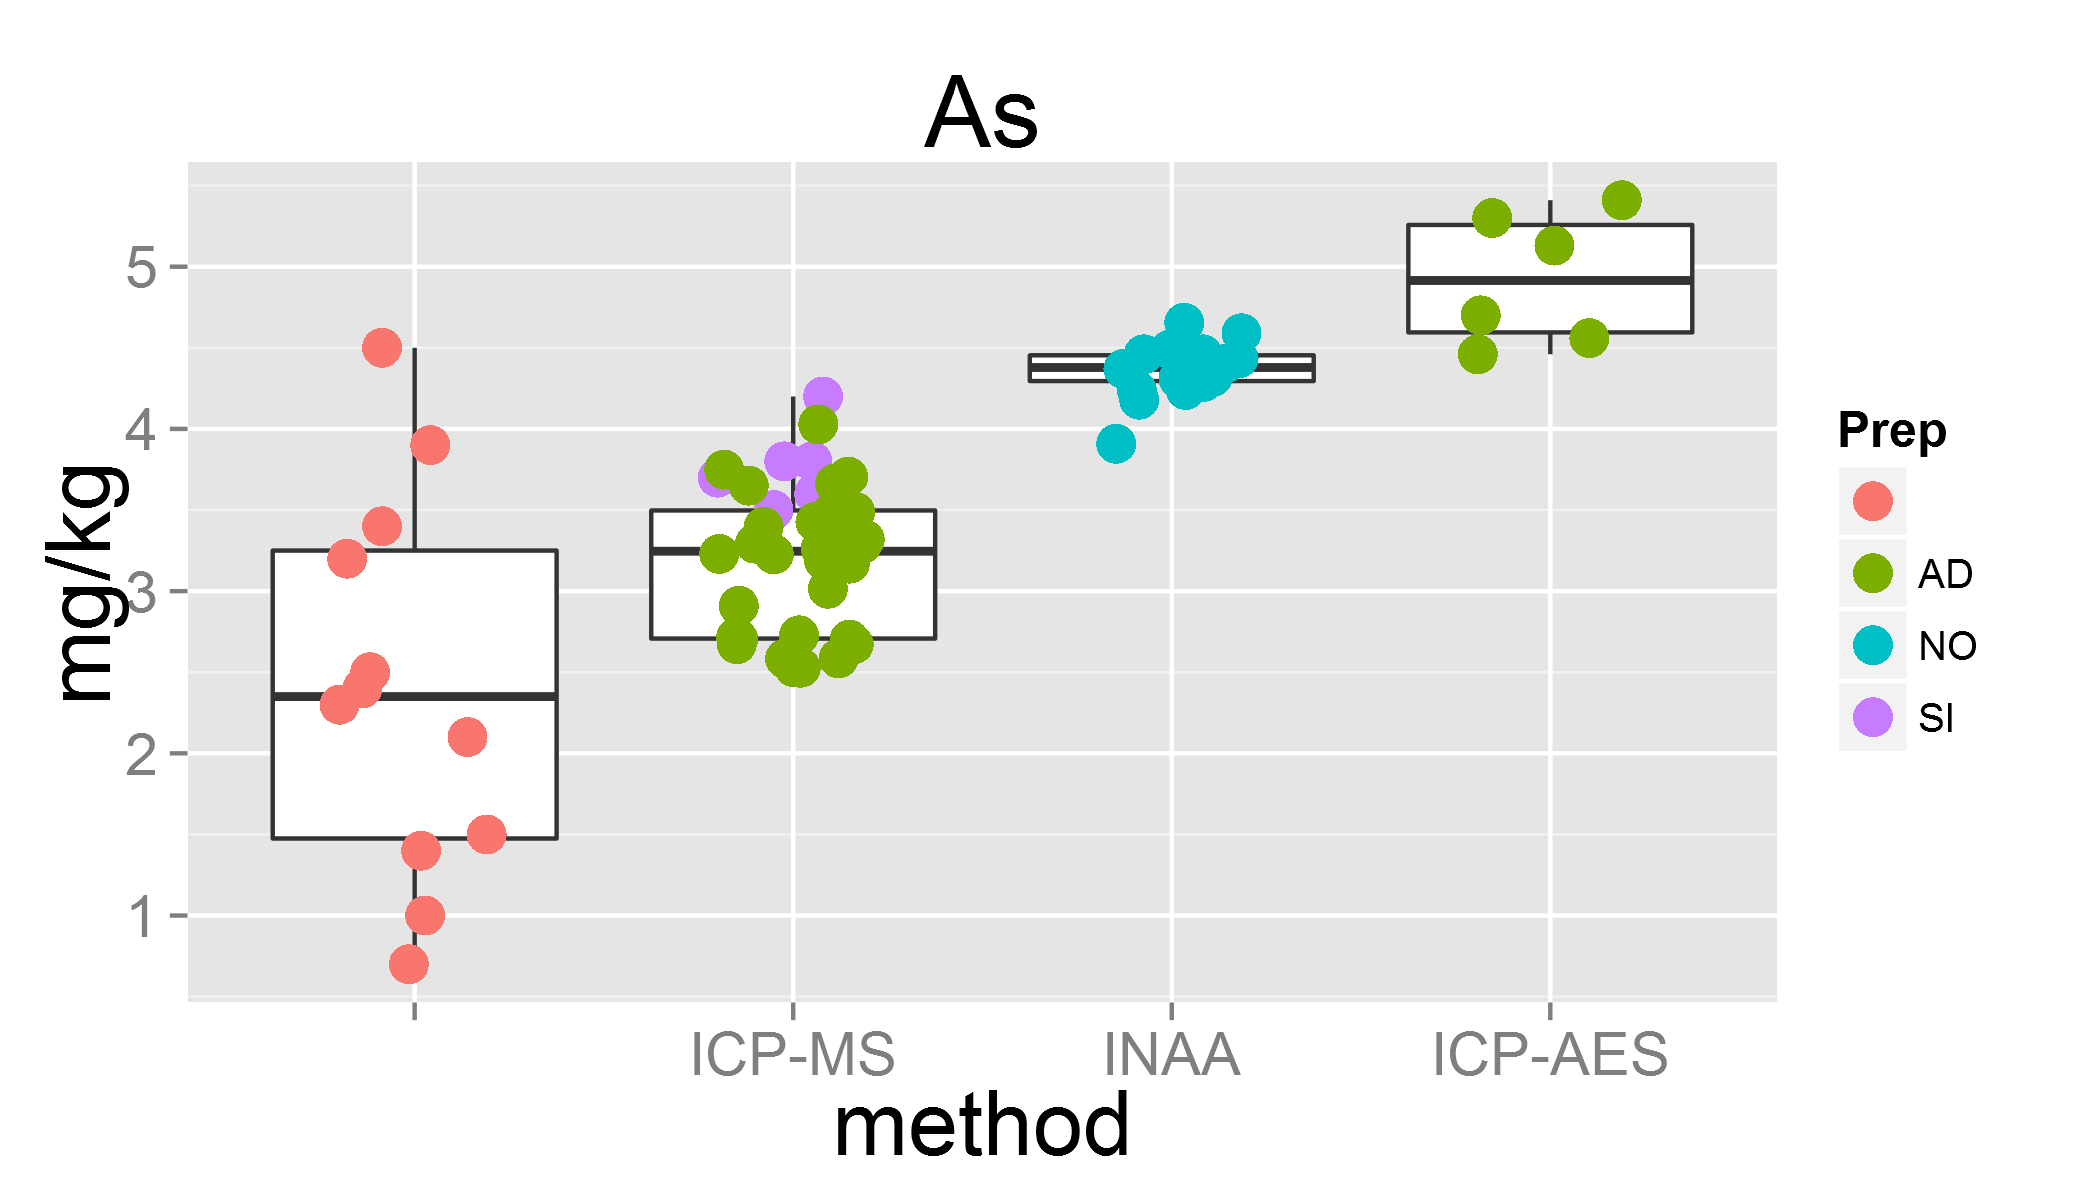 As
mg/kg
5
4
3
2
1
ICP-MS INAA ICP-AES
method
Prep
AD
NO
SI